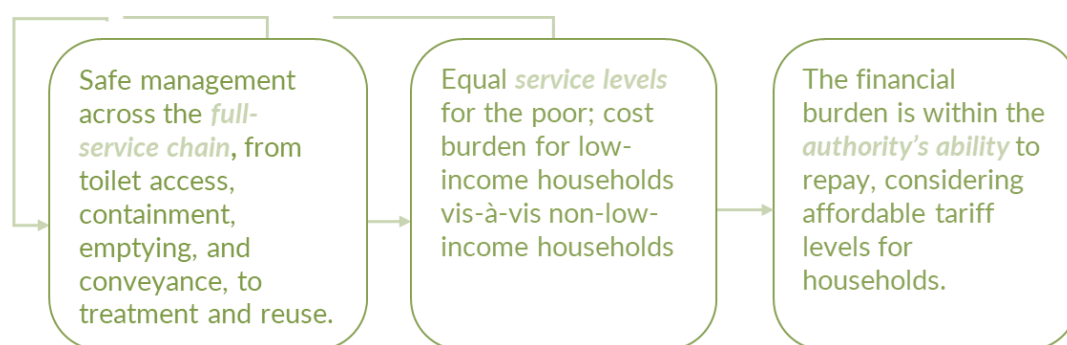 Safe management
across the full-
service chain, from
toilet access,
containment,
emptying, and
conveyance, to
treatment and reuse.
Equal service levels
for the poor; cost
burden for low-
income households
vis-à-vis non-low-
income households
The financial
burden is within the
authority’s ability to
repay, considering
affordable tariff
levels for
households.